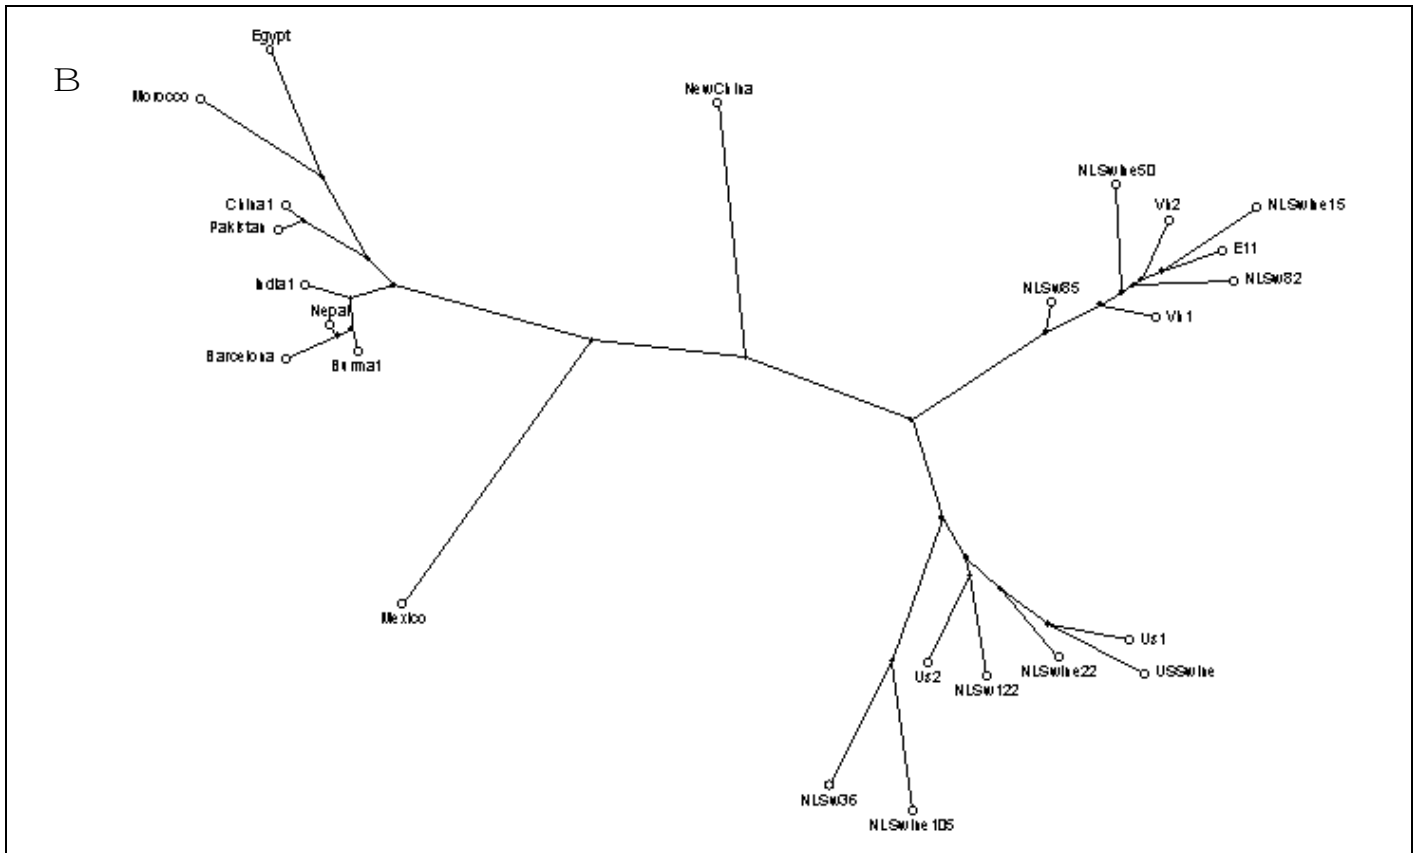 Egypt
B
Morocco
NewChina
NLSwine50
Vh2
NLSwine15
China1
Pakistan
E11
NLSw82
India1
NLSw85
Nepal
Vh1
Barcelona
Burma1
Mexico
Us1
Us2
NLSwine22
USSwine
NLSw122
NLSw36
NLSwine105